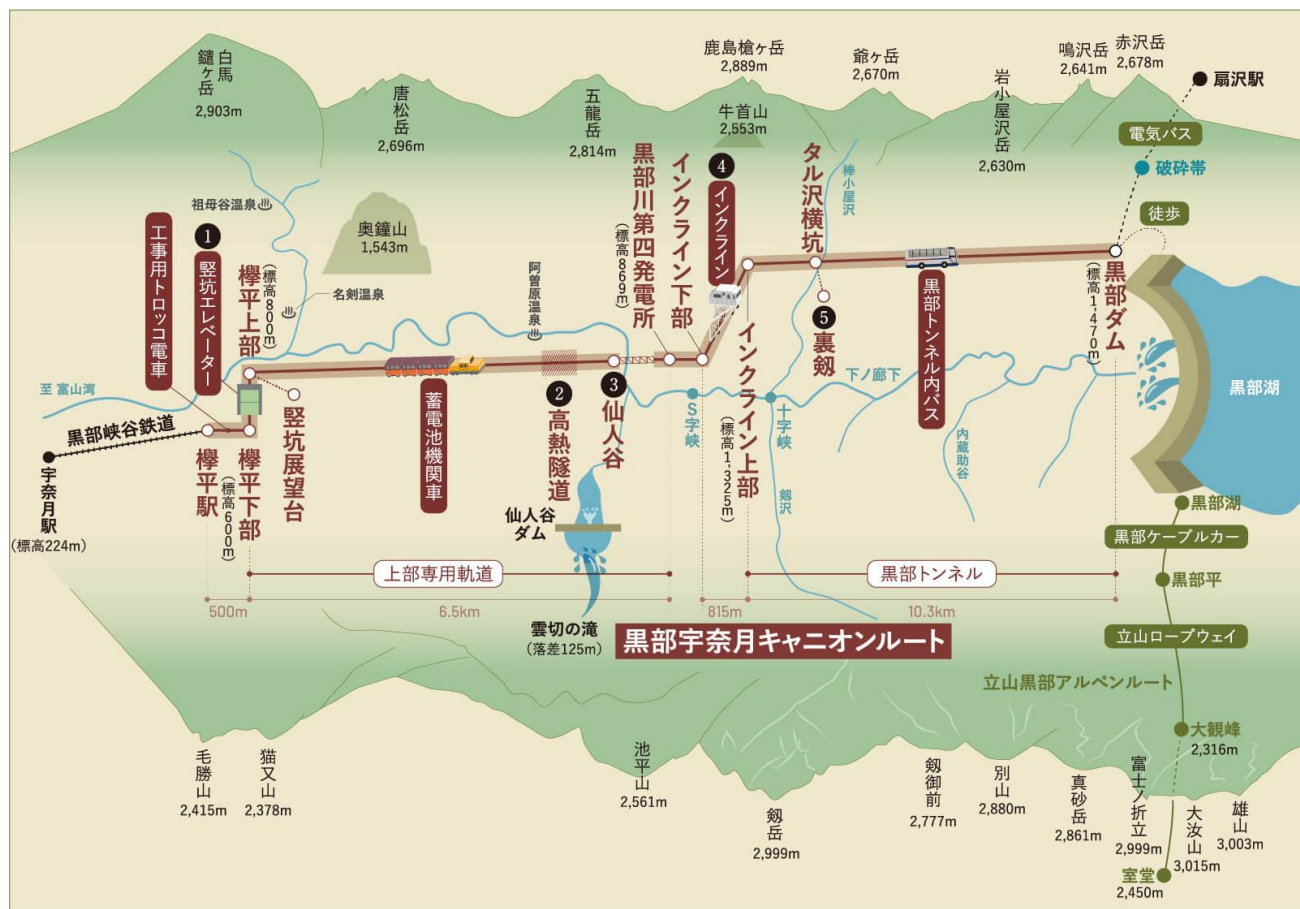 白馬
鑓ヶ岳
2,903m
唐松岳
2,696m
五龍岳
2,814m
鹿島槍ヶ岳
2,889m
牛首山
2,553m
爺ヶ岳
2,670m
岩小屋沢岳
2,630m
鳴沢岳
2,641m
赤沢岳
2,678m
扇沢駅
電気バス
破砕帯
徒歩
祖母谷温泉
奥鐘山
1,543m
名剣温泉
阿曽原温泉
工事用トロッコ電車
1
竪坑エレベーター
欅平上部
(標高800m)
黒部川第四発電所
(標高869m)
インクライン下部
4
インクライン
タル沢横坑
棒小屋沢
黒部トンネル内バス
黒部ダム
(標高1,470m)
黒部湖
至 富山湾
黒部峡谷鉄道
宇奈月駅
(標高224m)
欅平駅
欅平下部
(標高600m)
竪坑展望台
蓄電池機関車
2
高熱隧道
3
仙人谷
仙人谷
ダム
S字峡
十字峡
インクライン上部
(標高1,325m)
5
裏剱
下ノ廊下
内蔵助谷
剱沢
上部専用軌道
黒部トンネル
500m
6.5km
815m
10.3km
雲切の滝
(落差125m)
黒部宇奈月キャニオンルート
黒部湖
黒部ケーブルカー
黒部平
立山ロープウェイ
立山黒部アルペンルート
大観峰
2,316m
毛勝山
2,415m
猫又山
2,378m
池平山
2,561m
剱岳
2,999m
剱御前
2,777m
別山
2,880m
真砂岳
2,861m
富士ノ折立
2,999m
大汝山
3,015m
雄山
3,003m
室堂
2,450m